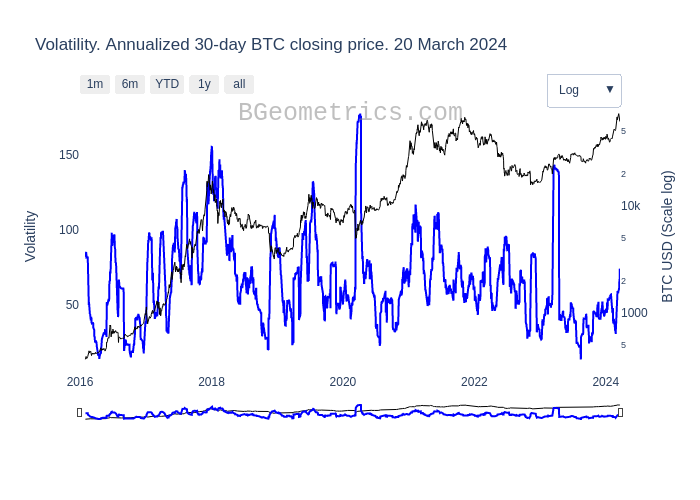 Volatility. Annualized 30-day BTC closing price. 20 March 2024
1m 6m YTD 1y all
Log ▼
BGeometrics.com
150
100
50
Volatility
5
2
10k
5
2
1000
5
BTC USD (Scale log)
2016 2018 2020 2022 2024